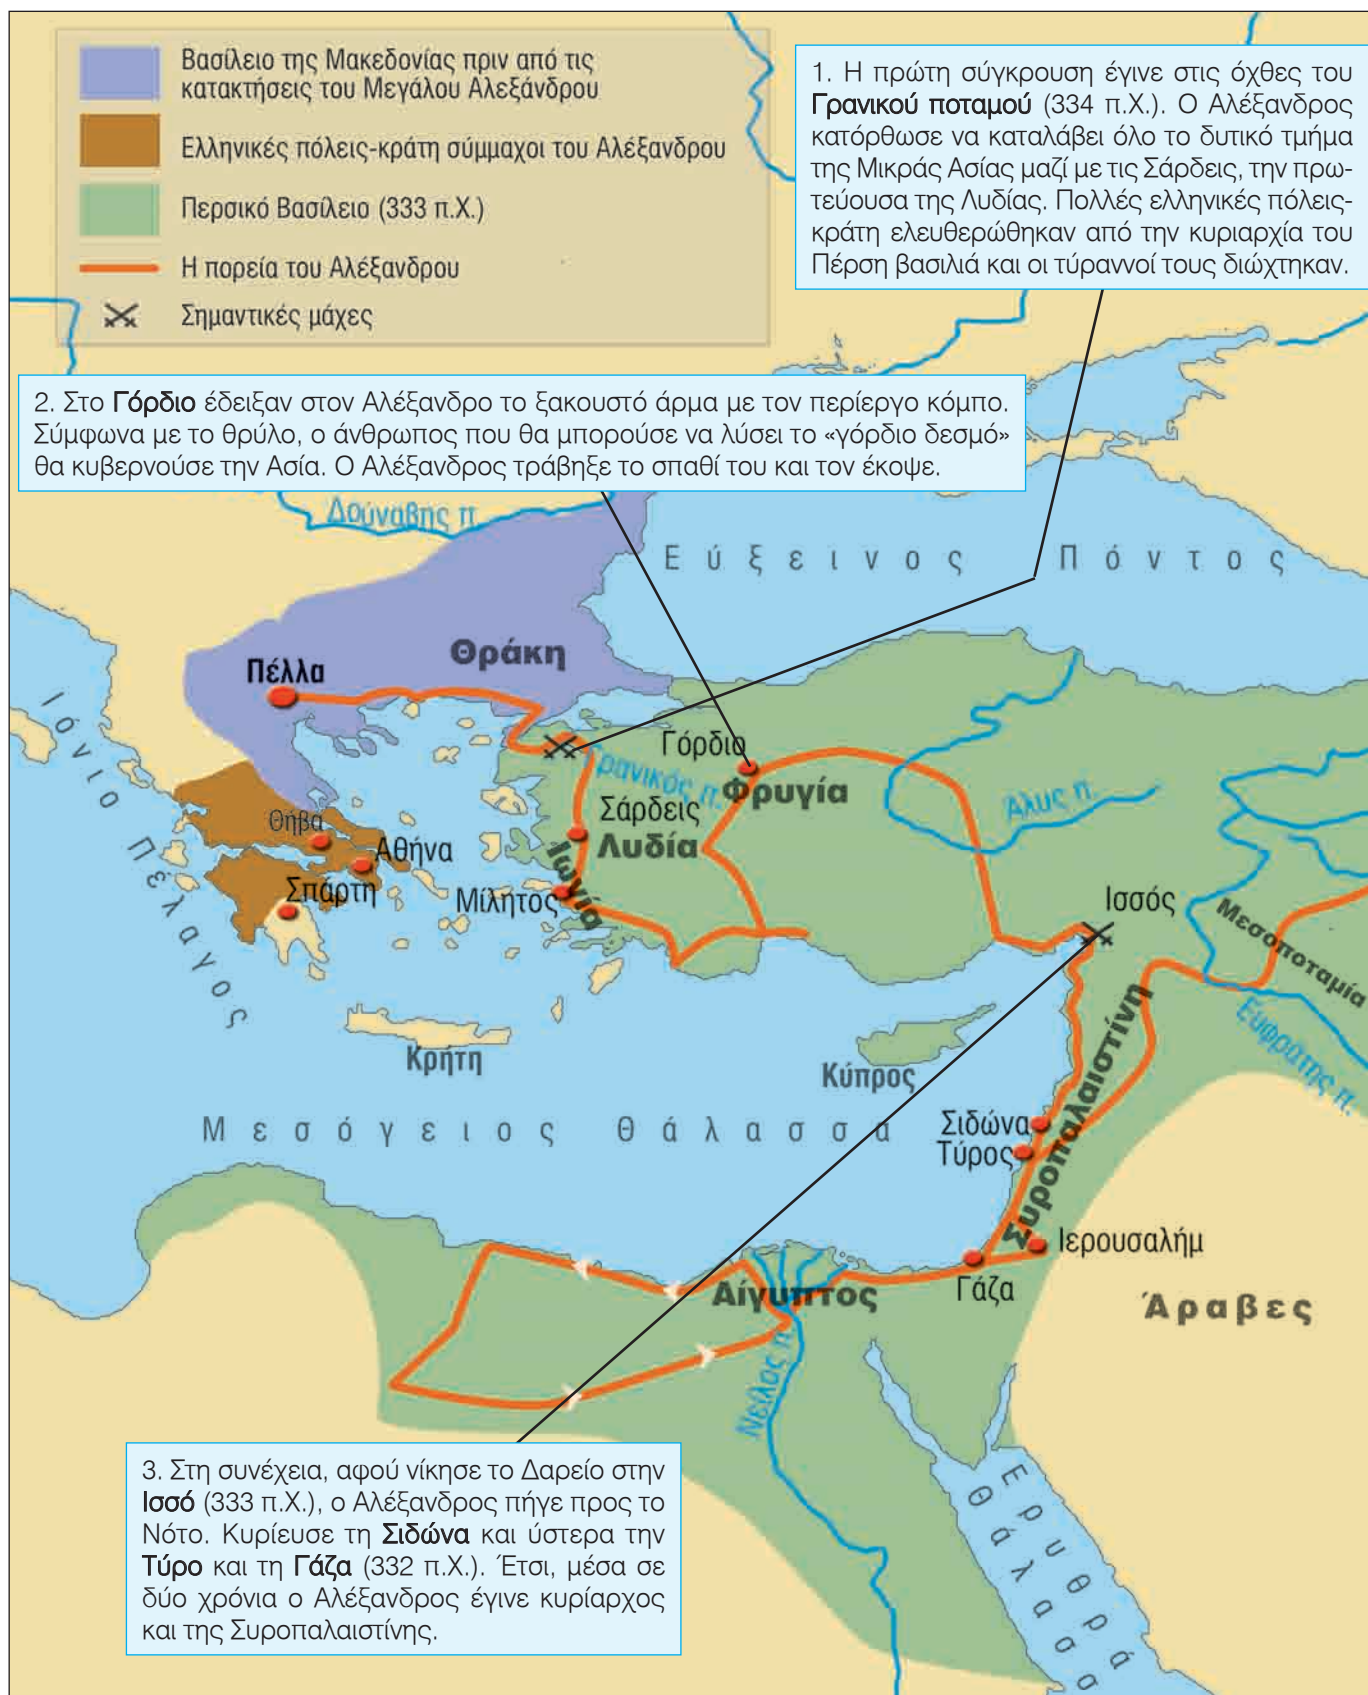 Βασίλειο της Μακεδονίας πριν από τις
κατακτήσεις του Μεγάλου Αλεξάνδρου
Ελληνικές πόλεις-κράτη σύμμαχοι του Αλέξανδρου
Περσικό Βασίλειο (333 π.Χ.)
Η πορεία του Αλέξανδρου
Σημαντικές μάχες
1. Η πρώτη σύγκρουση έγινε στις όχθες του
Γρανικού ποταμού (334 π.Χ.). Ο Αλέξανδρος
κατόρθωσε να καταλάβει όλο το δυτικό τμήμα
της Μικράς Ασίας μαζί με τις Σάρδεις, την πρω-
τεύουσα της Λυδίας. Πολλές ελληνικές πόλεις-
κράτη ελευθερώθηκαν από την κυριαρχία του
Πέρση βασιλιά και οι τύραννοί τους διώχτηκαν.
2. Στο Γόρδιο έδειξαν στον Αλέξανδρο το ξακουστό άρμα με τον περίεργο κόμπο.
Σύμφωνα με το θρύλο, ο άνθρωπος που θα μπορούσε να λύσει το «γόρδιο δεσμό»
θα κυβερνούσε την Ασία. Ο Αλέξανδρος τράβηξε το σπαθί του και τον έκοψε.
Δούναβης π.
Εύξεινος Πόντος
Θράκη
Πέλλα
Ιόνιο Πέλαγος
Γόρδιο
Γρανικός π.
Φρυγία
Άλυς π.
Σάρδεις
Λυδία
Θήβα
Αθήνα
Ιωνία
Σπάρτη
Μίλητος
Ισσός
Μεσοποταμία
Ευφράτης π.
Κρήτη
Κύπρος
Συροπαλαιστίνη
Μεσόγειος Θάλασσα
Σιδώνα
Τύρος
Ιερουσαλήμ
Γάζα
Αίγυπτος
Άραβες
Νείλος π.
Ερυθρά
Θάλασσα
3. Στη συνέχεια, αφού νίκησε το Δαρείο στην
Ισσό (333 π.Χ.), ο Αλέξανδρος πήγε προς το
Νότο. Κυρίευσε τη Σιδώνα και ύστερα την
Τύρο και τη Γάζα (332 π.Χ.). Έτσι, μέσα σε
δύο χρόνια ο Αλέξανδρος έγινε κυρίαρχος
και της Συροπαλαιστίνης.